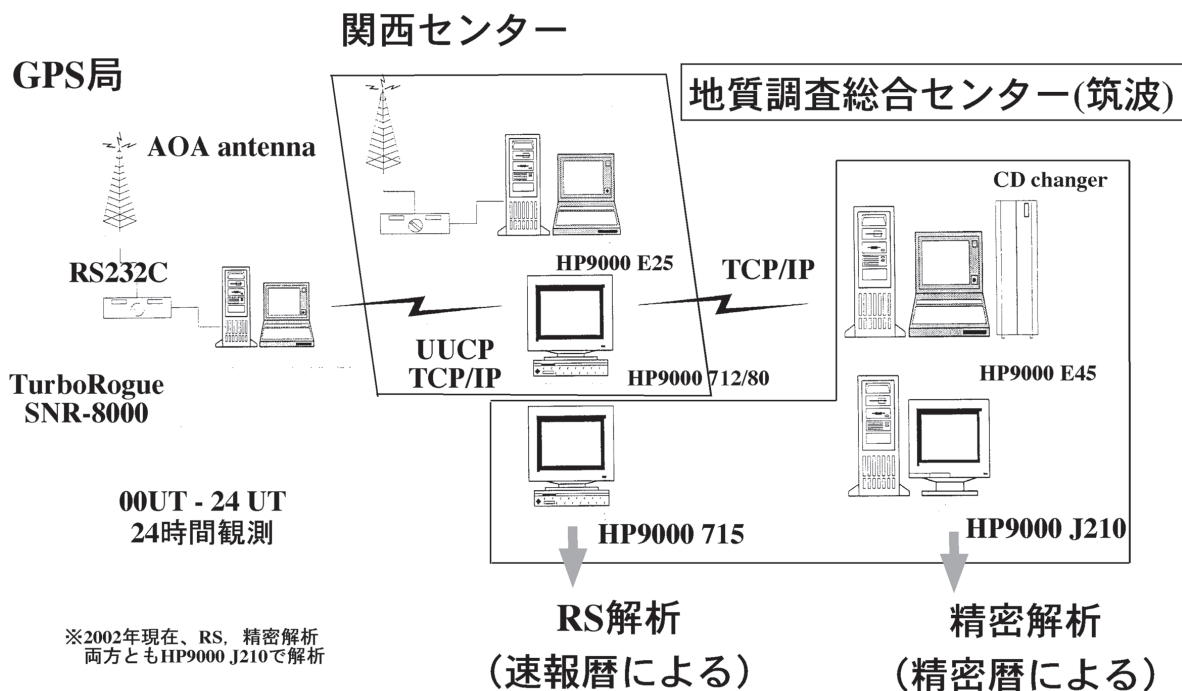 関西センター
GPS局
地質調査総合センター(筑波)
AOA antenna
CD changer
RS232C
HP9000 E25
TCP/IP
UUCP
TCP/IP
HP9000 712/80
HP9000 E45
TurboRogue
SNR-8000
00UT - 24 UT
24時間観測
HP9000 715
HP9000 J210
RS解析
(速報暦による)
精密解析
(精密暦による)
※2002年現在、RS, 精密解析
両方ともHP9000 J210で解析